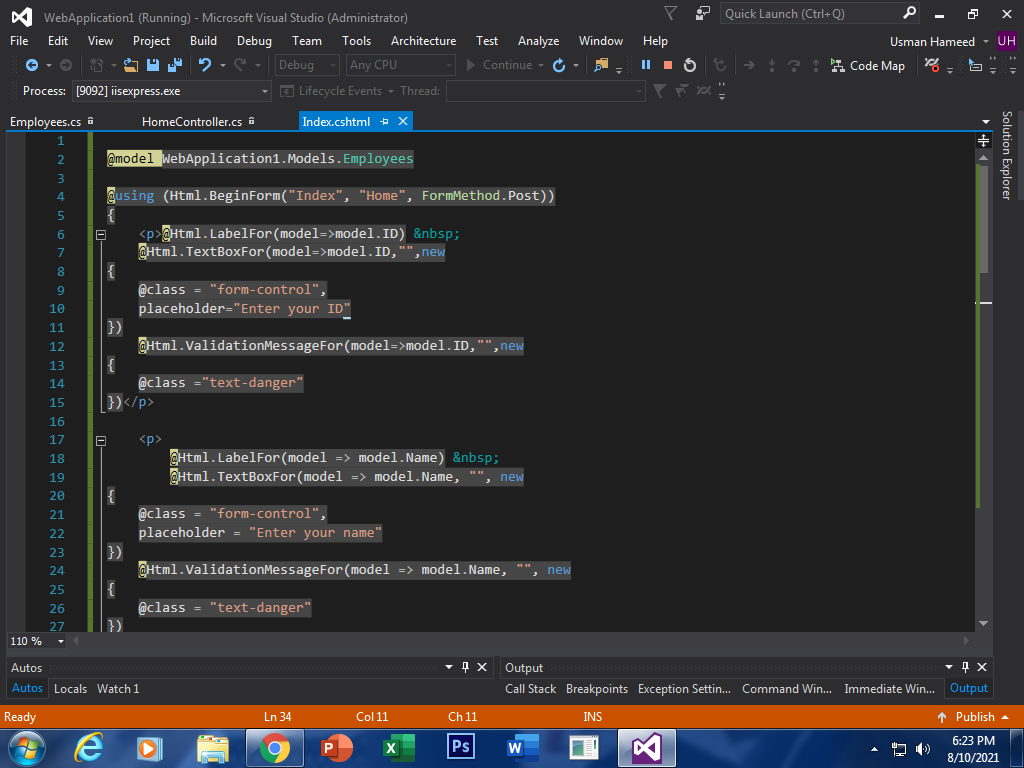 WebApplication1 (Running) - Microsoft Visual Studio (Administrator)
Quick Launch (Ctrl+Q)
File Edit View Project Build Debug Team Tools Architecture Test Analyze Window Help
Usman Hameed UH
Debug Any CPU Continue Code Map
Process: [9092] iisexpress.exe Lifecycle Events Thread:
Employees.cs HomeController.cs Index.cshtml
Solution Explorer
1
2 @model WebApplication1.Models.Employees
3
4 @using (Html.BeginForm("Index", "Home", FormMethod.Post))
5 {
6 <p>@Html.LabelFor(model=>model.ID) &nbsp;
7 @Html.TextBoxFor(model=>model.ID,"",new
8 {
9 @class = "form-control",
10 placeholder="Enter your ID"
11 })
12 @Html.ValidationMessageFor(model=>model.ID,"",new
13 {
14 @class ="text-danger"
15 })</p>
16
17 <p>
18 @Html.LabelFor(model => model.Name) &nbsp;
19 @Html.TextBoxFor(model => model.Name, "", new
20 {
21 @class = "form-control",
22 placeholder = "Enter your name"
23 })
24 @Html.ValidationMessageFor(model => model.Name, "", new
25 {
26 @class = "text-danger"
27 })
110 %
Autos
Output
Autos Locals Watch 1
Call Stack Breakpoints Exception Settin... Command Win... Immediate Win... Output
Ready Ln 34 Col 11 Ch 11 INS Publish
6:23 PM
8/10/2021